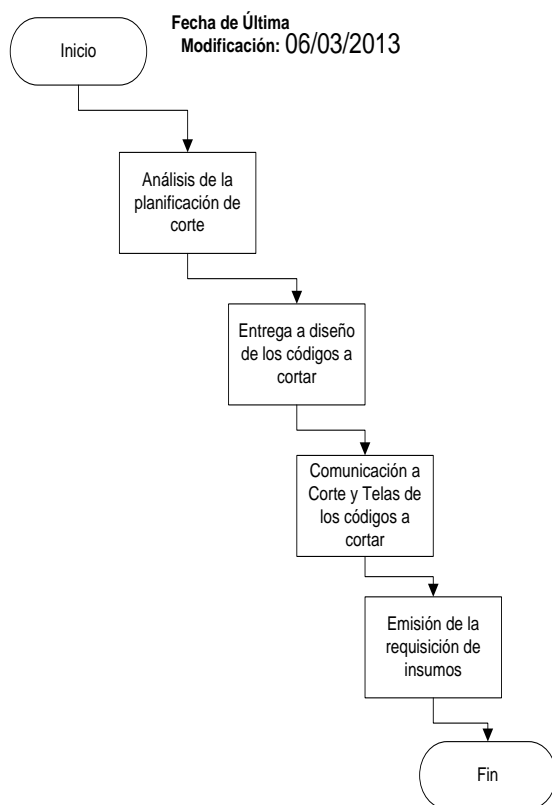 Fecha de Última
Modificación: 06/03/2013
Inicio
Análisis de la
planificación de
corte
Entrega a diseño
de los códigos a
cortar
Comunicación a
Corte y Telas de
los códigos a
cortar
Emisión de la
requisición de
insumos
Fin